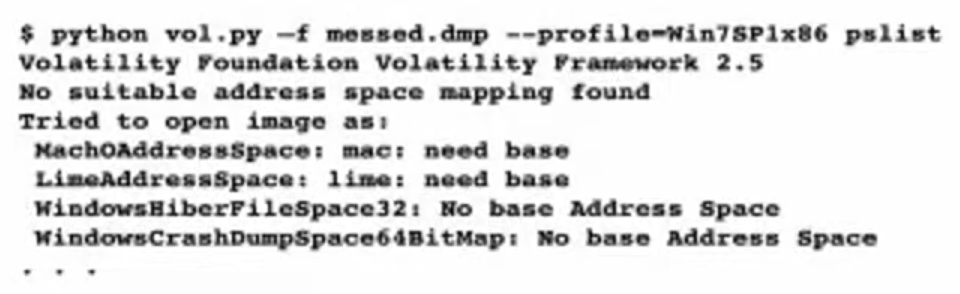 $ python vol.py –f messed.dmp --profile=Win7SP1x86 pslist
Volatility Foundation Volatility Framework 2.5
No suitable address space mapping found
Tried to open image as:
MachOAddressSpace: mac: need base
LimeAddressSpace: lime: need base
WindowsHiberFileSpace32: No base Address Space
WindowsCrashDumpSpace64BitMap: No base Address Space
. . .